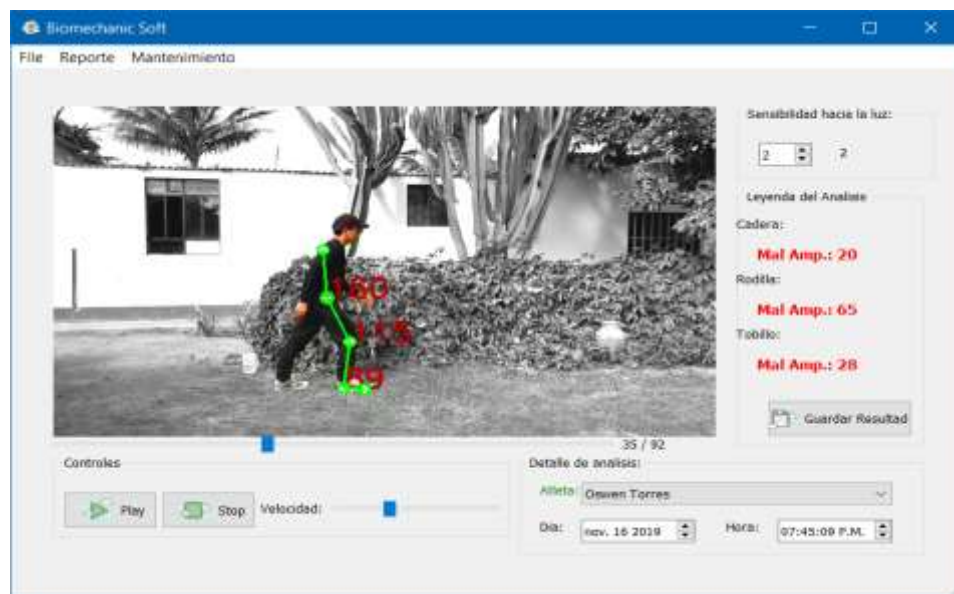 Biomechanic Soft
File Reporte Mantenimiento
Sensibilidad hacia la luz:
2 2
Leyenda del Analisis
Cadera:
Mal Amp.: 20
Rodilla:
Mal Amp.: 65
Tobillo:
Mal Amp.: 28
Guardar Resultad
160
115
89
35 / 92
Controles
Play Stop Velocidad:
Detalle de analisis:
Atleta: Oswen Torres
Dia: nov. 16 2019 Hora: 07:45:09 P.M.